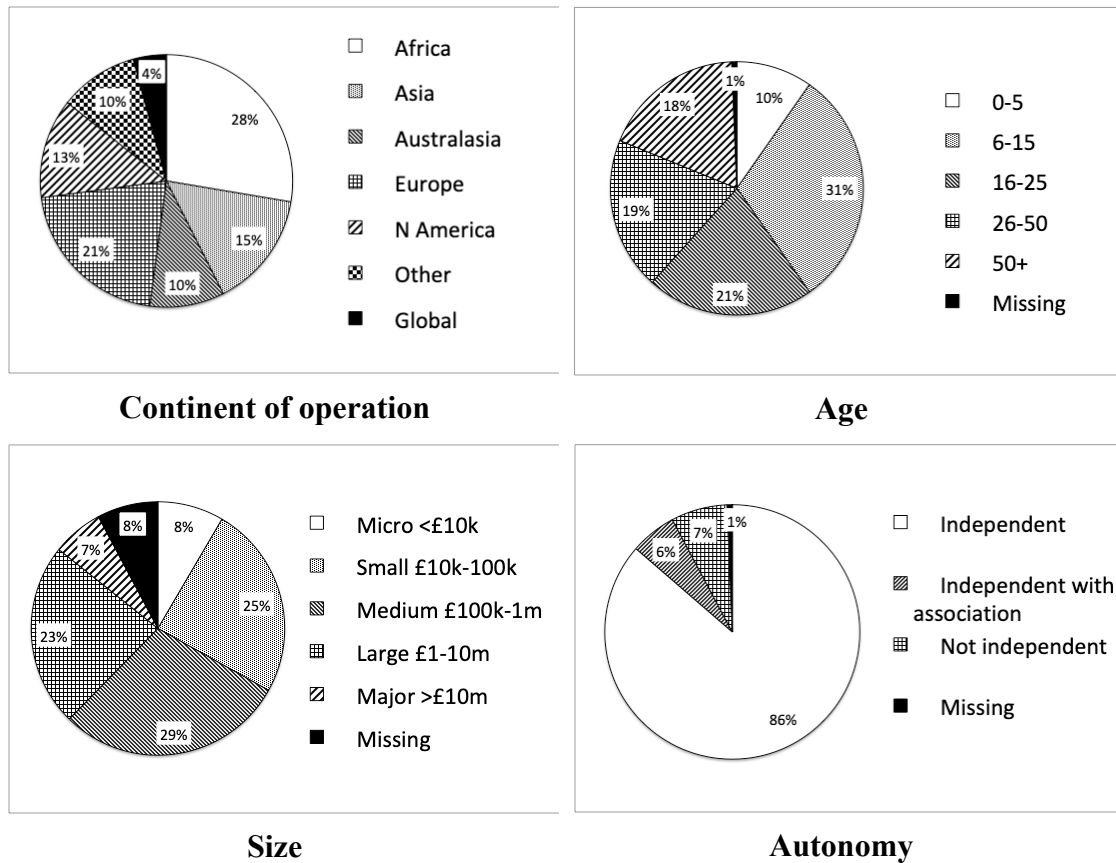 4%
10%
28%
13%
21%
15%
10%
Africa
Asia
Australasia
Europe
N America
Other
Global
Continent of operation
1%
18%
10%
19%
31%
21%
0-5
6-15
16-25
26-50
50+
Missing
Age
8%
8%
7%
25%
23%
29%
Micro <£10k
Small £10k-100k
Medium £100k-1m
Large £1-10m
Major >£10m
Missing
Size
1%
7%
6%
86%
Independent
Independent with
association
Not independent
Missing
Autonomy